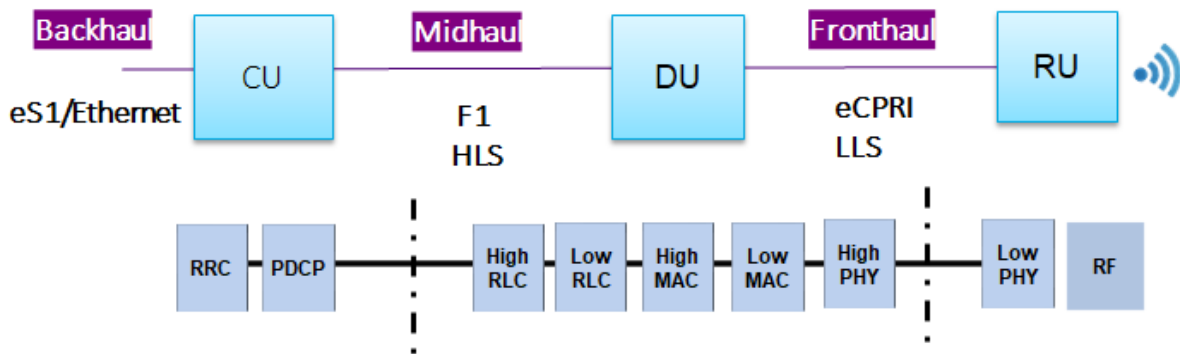 Backhaul
Midhaul
Fronthaul
CU
DU
RU
eS1/Ethernet
F1
HLS
eCPRI
LLS
RRC
PDCP
High
RLC
Low
RLC
High
MAC
Low
MAC
High
PHY
Low
PHY
RF